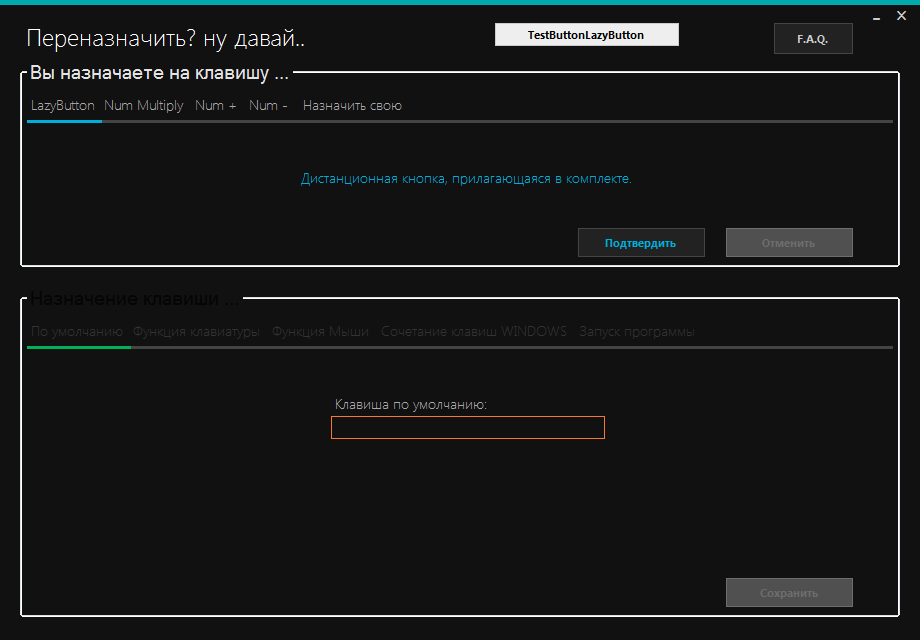 Переназначить? ну давай..
TestButtonLazyButton
F.A.Q.
Вы назначаете на клавишу ...
LazyButton Num Multiply Num + Num - Назначить свою
Дистанционная кнопка, прилагающаяся в комплекте.
Подтвердить Отменить
Назначение клавиши ...
По умолчанию Функция клавиатуры Функция Мыши Сочетание клавиш WINDOWS Запуск программы
Клавиша по умолчанию:
Сохранить